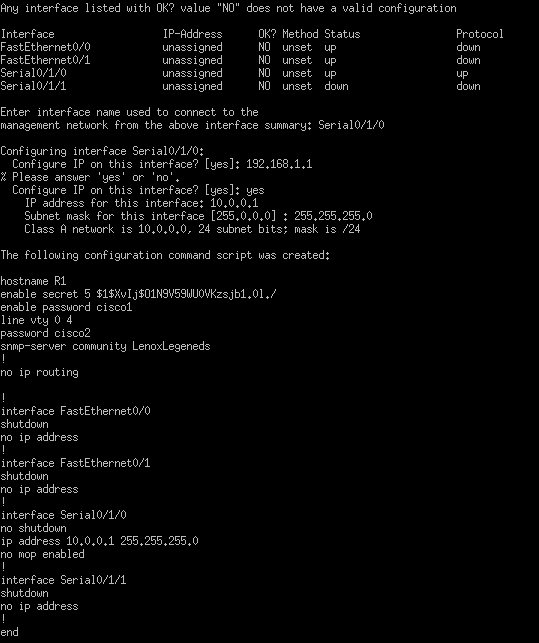 Any interface listed with OK? value "NO" does not have a valid configuration
Interface IP-Address OK? Method Status Protocol
FastEthernet0/0 unassigned NO unset up down
FastEthernet0/1 unassigned NO unset up down
Serial0/1/0 unassigned NO unset up up
Serial0/1/1 unassigned NO unset down down
Enter interface name used to connect to the
management network from the above interface summary: Serial0/1/0
Configuring interface Serial0/1/0:
Configure IP on this interface? [yes]: 192.168.1.1
% Please answer 'yes' or 'no'.
Configure IP on this interface? [yes]: yes
IP address for this interface: 10.0.0.1
Subnet mask for this interface [255.0.0.0] : 255.255.255.0
Class A network is 10.0.0.0, 24 subnet bits; mask is /24
The following configuration command script was created:
hostname R1
enable secret 5 $1$XvIj$O1N9V59WU0VKzsjb1.0l./
enable password cisco1
line vty 0 4
password cisco2
snmp-server community LenoxLegeneds
!
no ip routing
!
interface FastEthernet0/0
shutdown
no ip address
!
interface FastEthernet0/1
shutdown
no ip address
!
interface Serial0/1/0
no shutdown
ip address 10.0.0.1 255.255.255.0
no mop enabled
!
interface Serial0/1/1
shutdown
no ip address
!
end